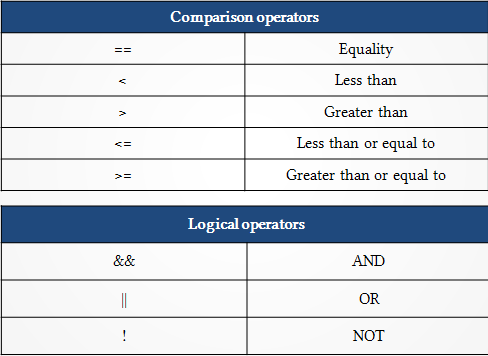 Comparison operators
== Equality
< Less than
> Greater than
<= Less than or equal to
>= Greater than or equal to
Logical operators
&& AND
|| OR
! NOT